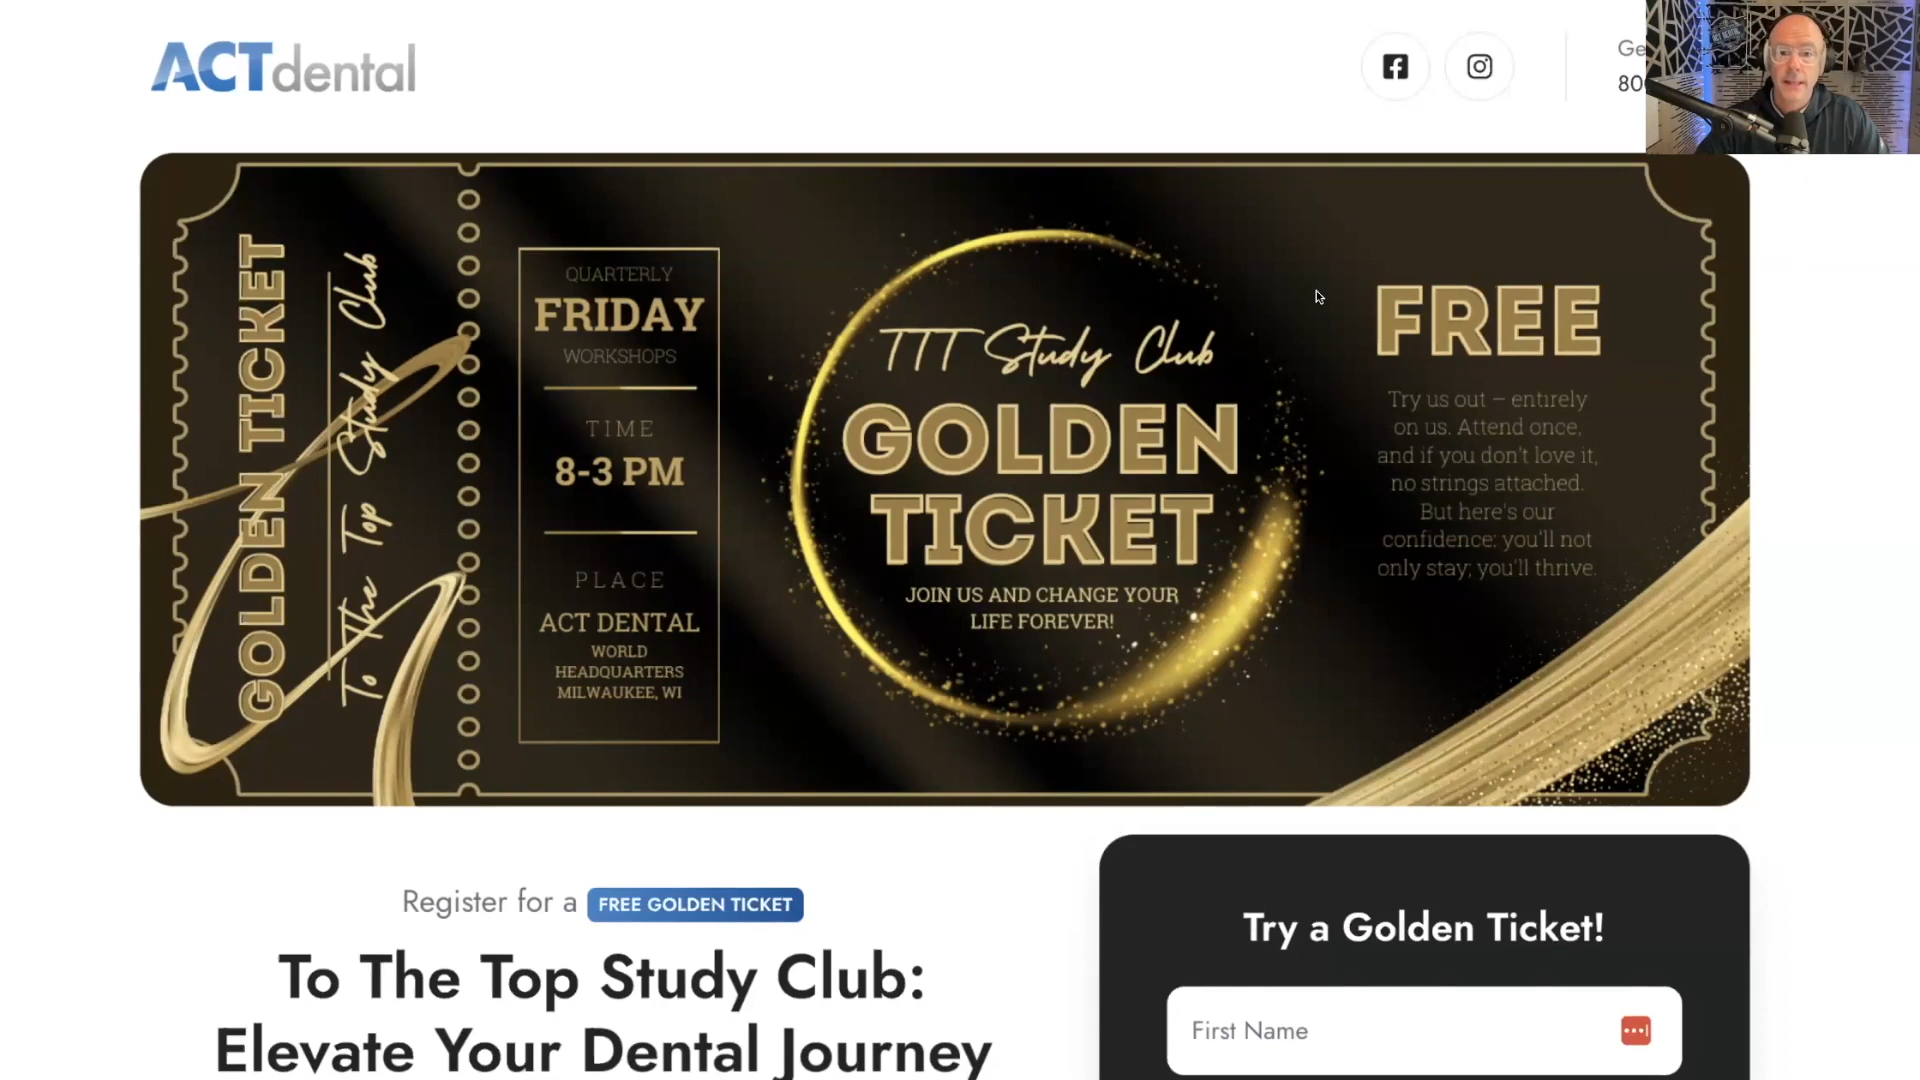 ACTdental
Ge
80
GOLDEN TICKET
To The Top Study Club
QUARTERLY
FRIDAY
WORKSHOPS
TIME
8-3 PM
PLACE
ACT DENTAL
WORLD
HEADQUARTERS
MILWAUKEE, WI
TTT Study Club
GOLDEN
TICKET
JOIN US AND CHANGE YOUR
LIFE FOREVER!
FREE
Try us out – entirely
on us. Attend once,
and if you don't love it,
no strings attached.
But here's our
confidence: you'll not
only stay; you'll thrive.
Register for a FREE GOLDEN TICKET
To The Top Study Club:
Elevate Your Dental Journey
Try a Golden Ticket!
First Name